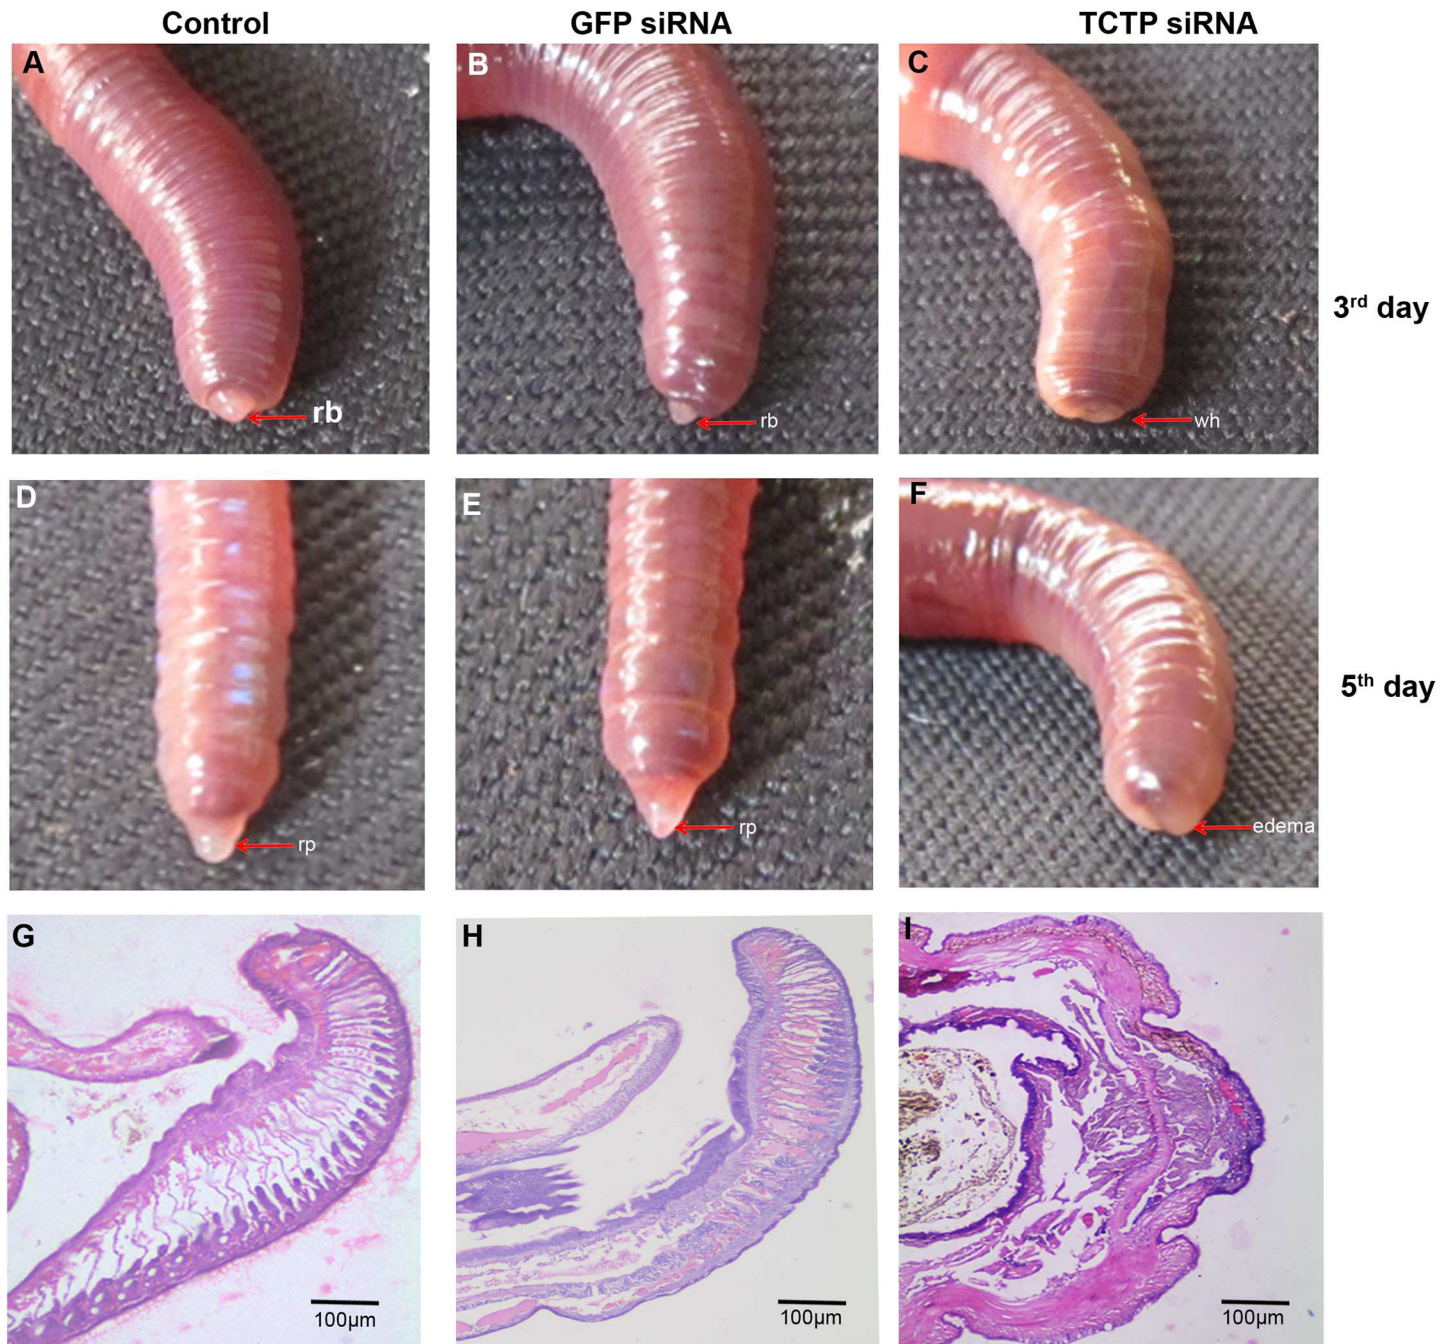 Control GFP siRNA TCTP siRNA
A B C
3rd day
rb rb wh
D E F
5th day
rp rp edema
G H I
100µm 100µm 100µm